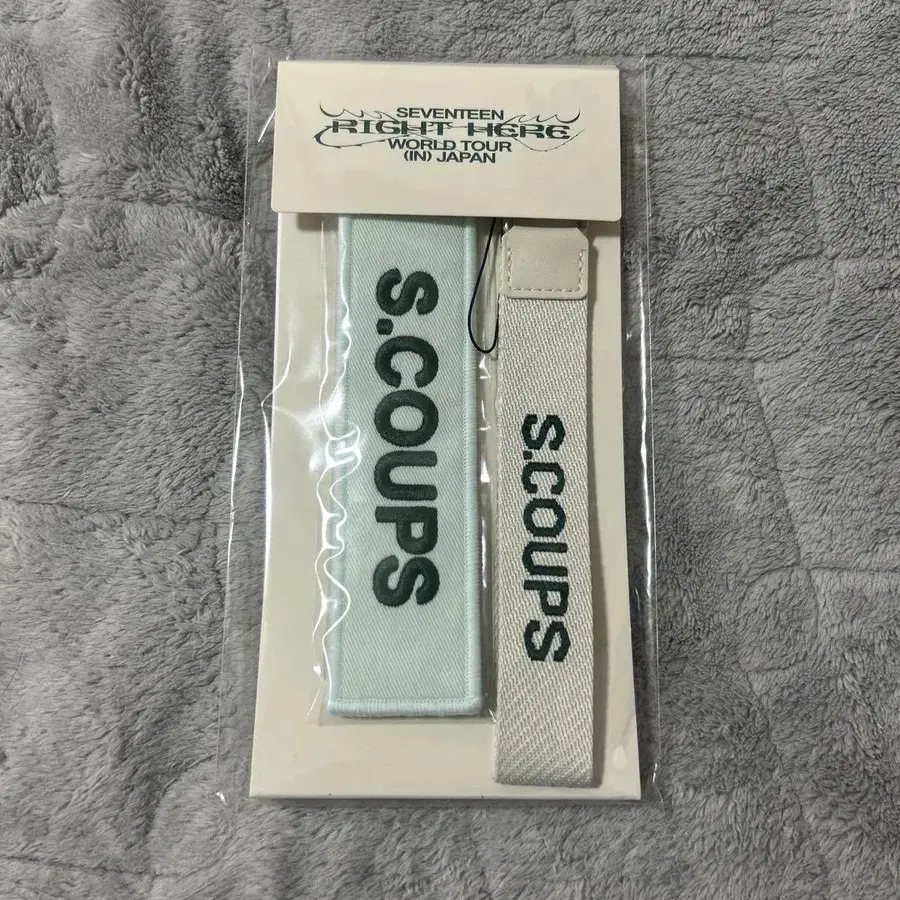 SEVENTEEN
RIGHT HERE
WORLD TOUR
(IN) JAPAN
S.COUPS
S.COUPS